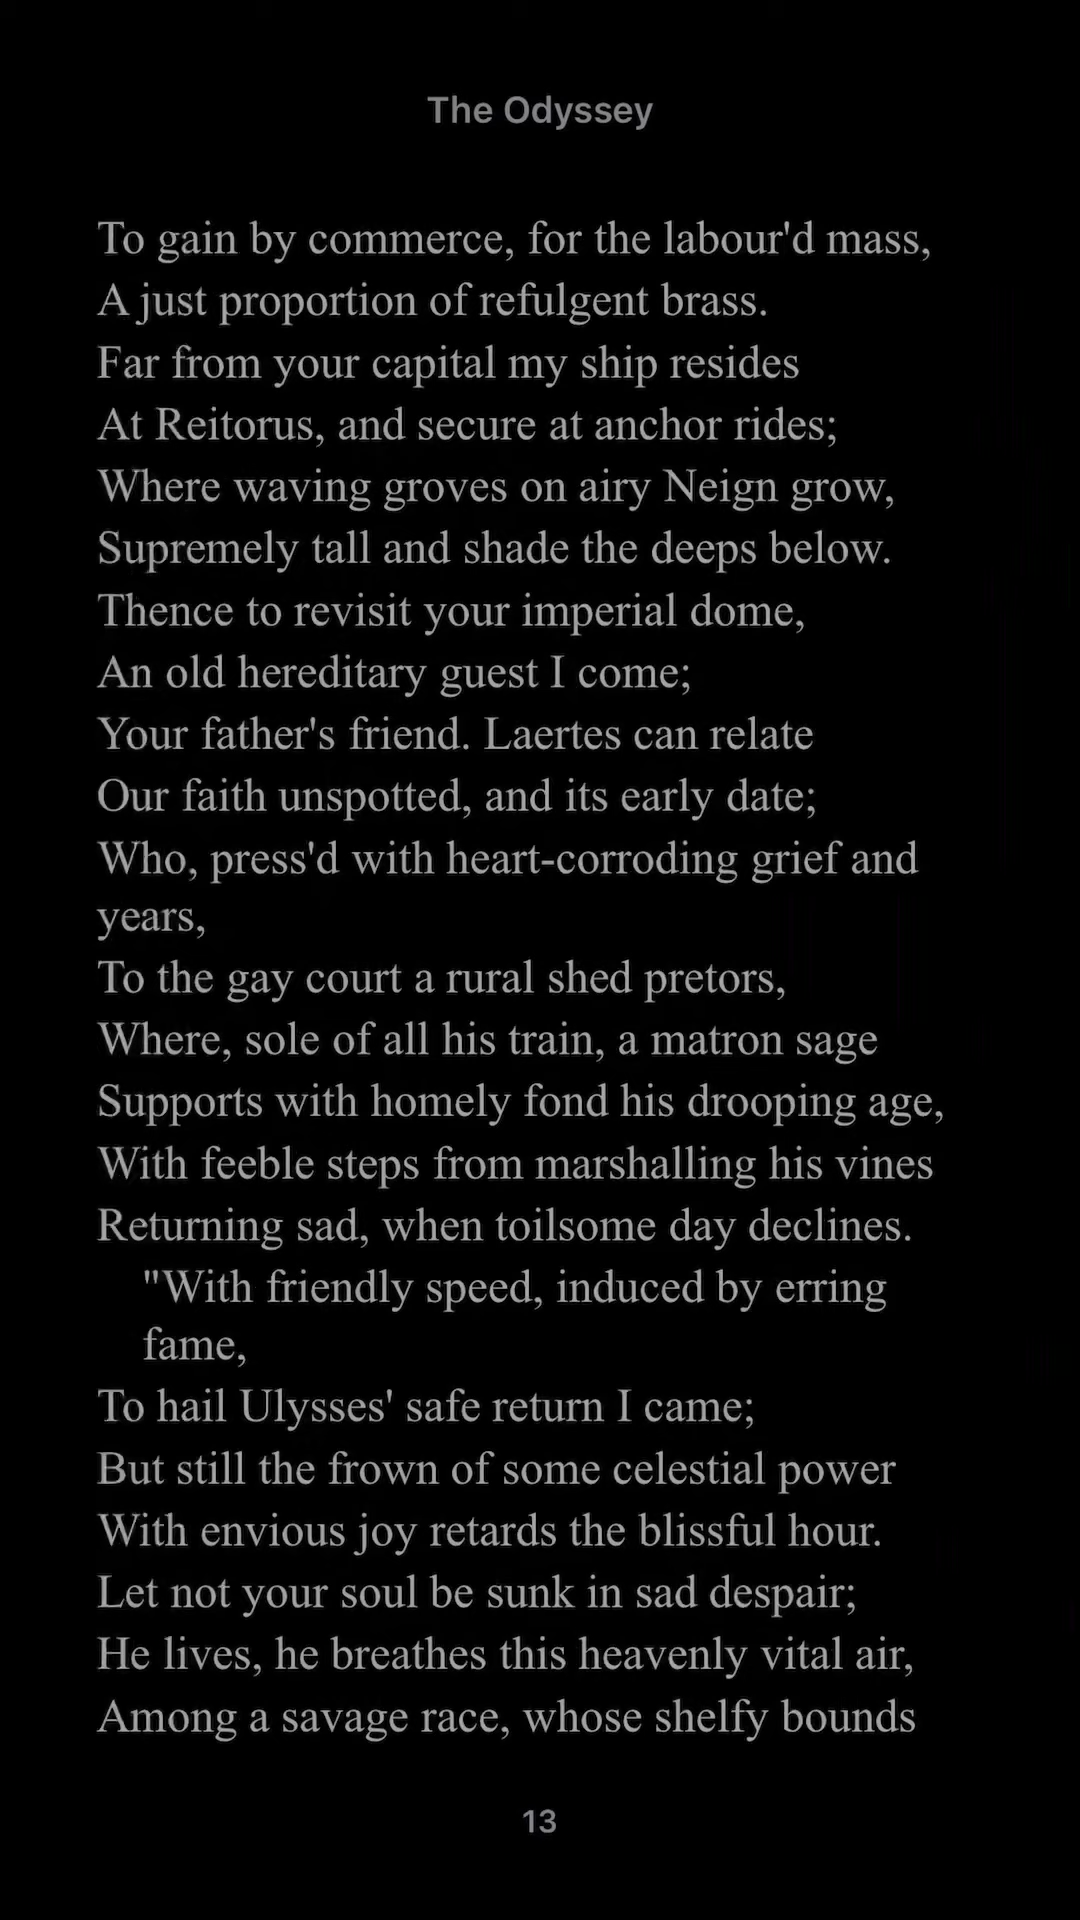 The Odyssey
To gain by commerce, for the labour'd mass,
A just proportion of refulgent brass.
Far from your capital my ship resides
At Reitorus, and secure at anchor rides;
Where waving groves on airy Neign grow,
Supremely tall and shade the deeps below.
Thence to revisit your imperial dome,
An old hereditary guest I come;
Your father's friend. Laertes can relate
Our faith unspotted, and its early date;
Who, press'd with heart-corroding grief and
years,
To the gay court a rural shed pretors,
Where, sole of all his train, a matron sage
Supports with homely fond his drooping age,
With feeble steps from marshalling his vines
Returning sad, when toilsome day declines.
"With friendly speed, induced by erring
fame,
To hail Ulysses' safe return I came;
But still the frown of some celestial power
With envious joy retards the blissful hour.
Let not your soul be sunk in sad despair;
He lives, he breathes this heavenly vital air,
Among a savage race, whose shelfy bounds
13